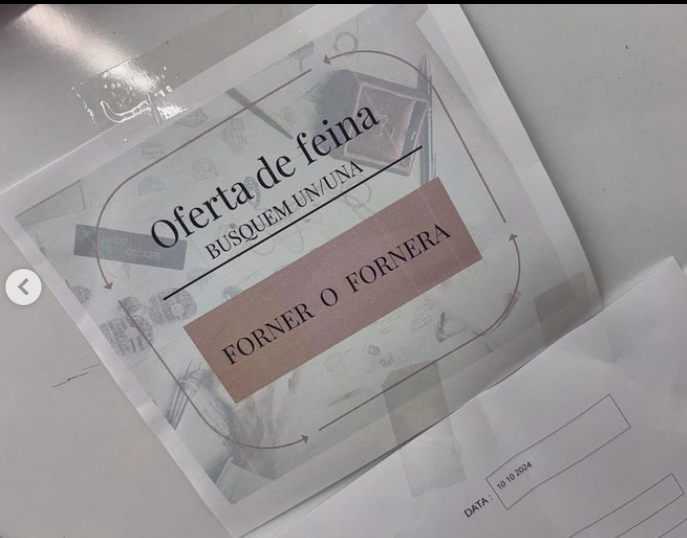 Oferta de feina
BUSQUEM UN/UNA
FORNER O FORNERA
DATA: 10 10 2024